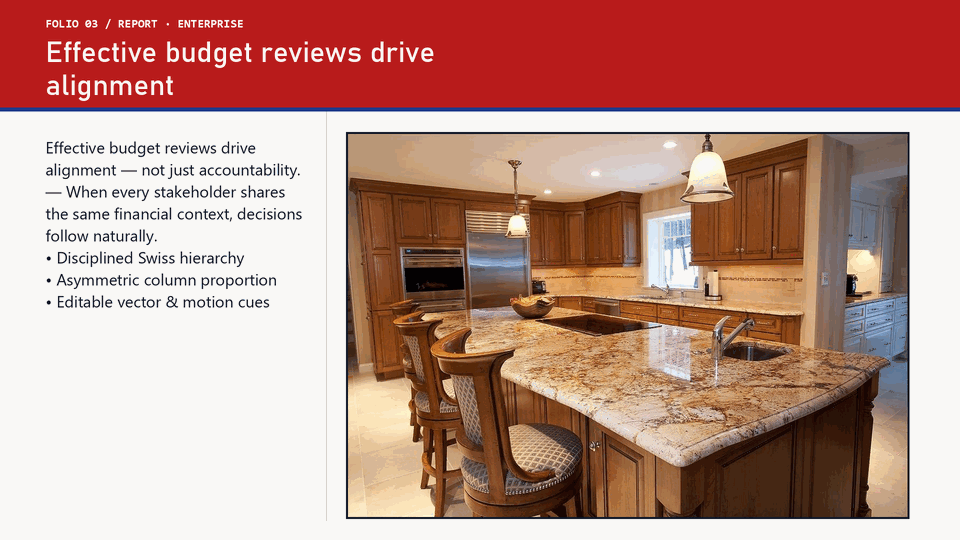 FOLIO 03 / REPORT · ENTERPRISE
Effective budget reviews drive
alignment
Effective budget reviews drive
alignment — not just accountability.
— When every stakeholder shares
the same financial context, decisions
follow naturally.
• Disciplined Swiss hierarchy
• Asymmetric column proportion
• Editable vector & motion cues